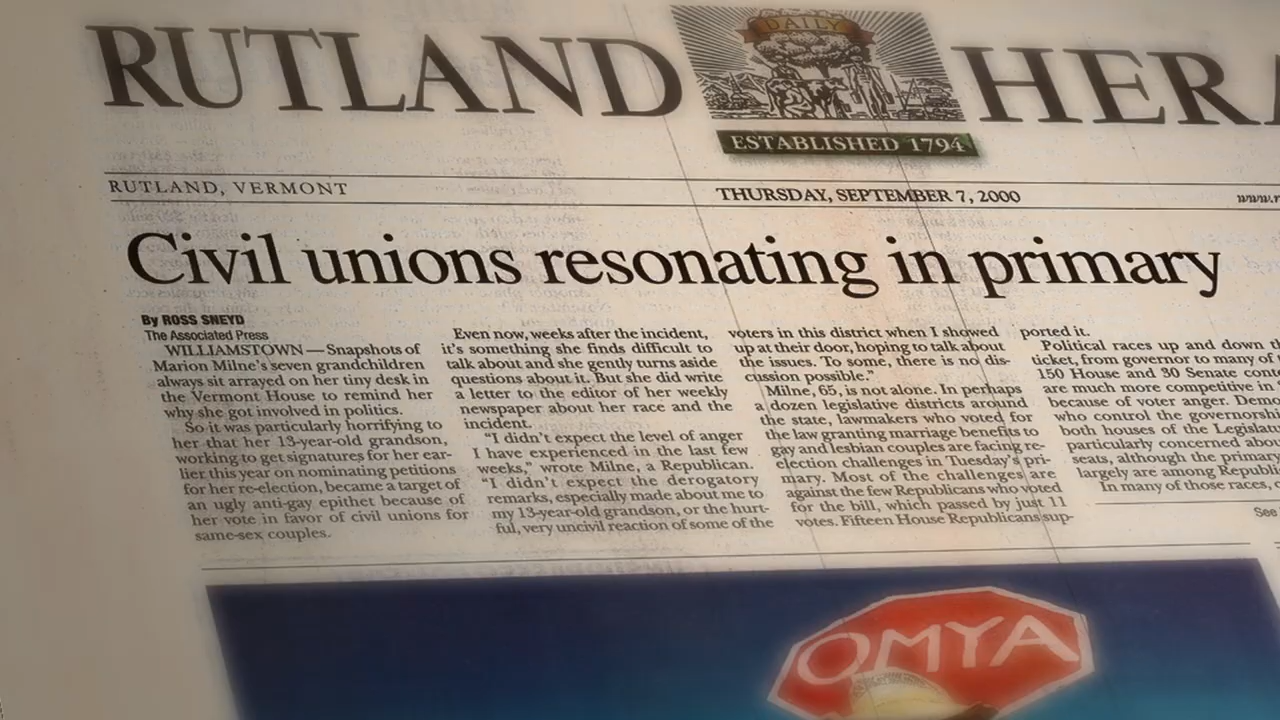 RUTLAND DAILY HERA
ESTABLISHED 1794
RUTLAND, VERMONT THURSDAY, SEPTEMBER 7, 2000 www.r
Civil unions resonating in primary
By ROSS SNEYD
The Associated Press
WILLIAMSTOWN — Snapshots of
Marion Milne's seven grandchildren
always sit arrayed on her tiny desk in
the Vermont House to remind her
why she got involved in politics.
So it was particularly horrifying to
her that her 13-year-old grandson,
working to get signatures for her ear-
lier this year on nominating petitions
for her re-election, became a target of
an ugly anti-gay epithet because of
her vote in favor of civil unions for
same-sex couples.
Even now, weeks after the incident,
it's something she finds difficult to
talk about and she gently turns aside
questions about it. But she did write
a letter to the editor of her weekly
newspaper about her race and the
incident.
"I didn't expect the level of anger
I have experienced in the last few
weeks," wrote Milne, a Republican.
"I didn't expect the derogatory
remarks, especially made about me to
my 13-year-old grandson, or the hurt-
ful, very uncivil reaction of some of the
voters in this district when I showed
up at their door, hoping to talk about
the issues. To some, there is no dis-
cussion possible."
Milne, 65, is not alone. In perhaps
a dozen legislative districts around
the state, lawmakers who voted for
the law granting marriage benefits to
gay and lesbian couples are facing re-
election challenges in Tuesday's pri-
mary. Most of the challenges are
against the few Republicans who voted
for the bill, which passed by just 11
votes. Fifteen House Republicans sup-
ported it.
Political races up and down th
ticket, from governor to many of t
150 House and 30 Senate conte
are much more competitive in
because of voter anger. Demo
who control the governorsh
both houses of the Legislatu
particularly concerned abou
seats, although the primary
largely are among Republi
In many of those races, c
See
OMYA